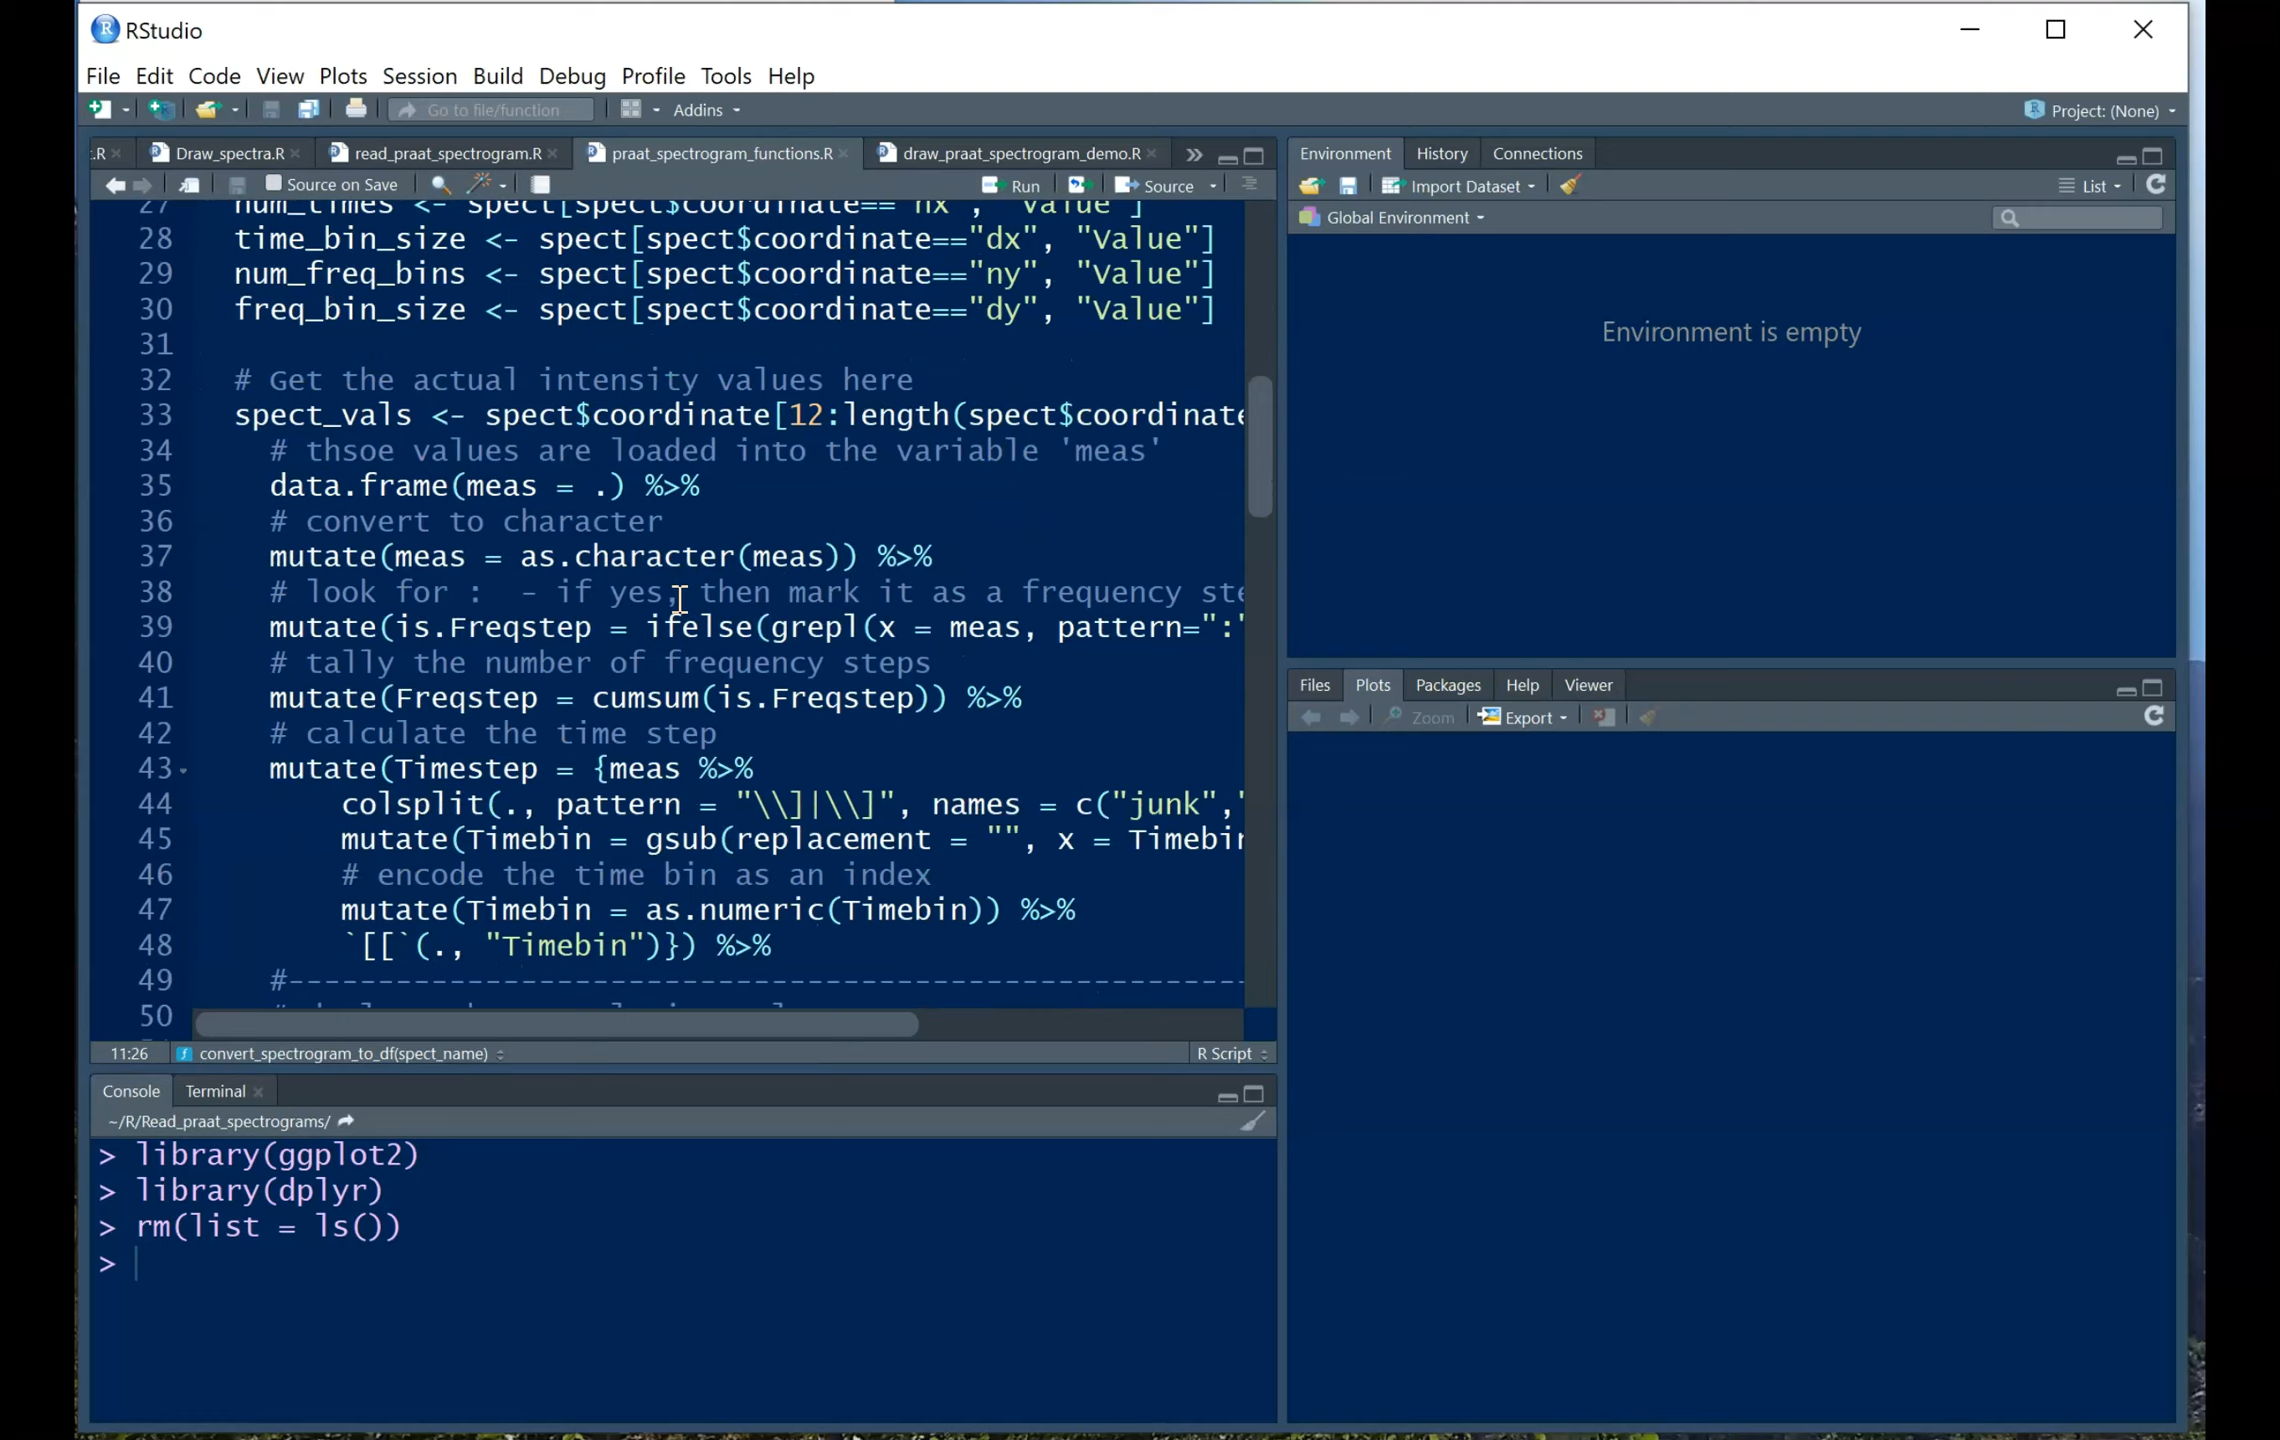 RStudio
File Edit Code View Plots Session Build Debug Profile Tools Help
Go to file/function Addins Project: (None)
.R Draw_spectra.R read_praat_spectrogram.R praat_spectrogram_functions.R draw_praat_spectrogram_demo.R
Source on Save Run Source
27 num_times <- spect[spect$coordinate=="nx", "Value"]
28 time_bin_size <- spect[spect$coordinate=="dx", "Value"]
29 num_freq_bins <- spect[spect$coordinate=="ny", "Value"]
30 freq_bin_size <- spect[spect$coordinate=="dy", "Value"]
31
32 # Get the actual intensity values here
33 spect_vals <- spect$coordinate[12:length(spect$coordinate
34 # thsoe values are loaded into the variable 'meas'
35 data.frame(meas = .) %>%
36 # convert to character
37 mutate(meas = as.character(meas)) %>%
38 # look for :  - if yes, then mark it as a frequency ste
39 mutate(is.Freqstep = ifelse(grepl(x = meas, pattern=":"
40 # tally the number of frequency steps
41 mutate(Freqstep = cumsum(is.Freqstep)) %>%
42 # calculate the time step
43 mutate(Timestep = {meas %>%
44 colsplit(., pattern = "\\]|\\]", names = c("junk","
45 mutate(Timebin = gsub(replacement = "", x = Timebin
46 # encode the time bin as an index
47 mutate(Timebin = as.numeric(Timebin)) %>%
48 `[[`(., "Timebin")}) %>%
49 #------------------------------------------------------
50
11:26 convert_spectrogram_to_df(spect_name) R Script
Console Terminal
~/R/Read_praat_spectrograms/
> library(ggplot2)
> library(dplyr)
> rm(list = ls())
>
Environment History Connections
Import Dataset List
Global Environment
Environment is empty
Files Plots Packages Help Viewer
Zoom Export